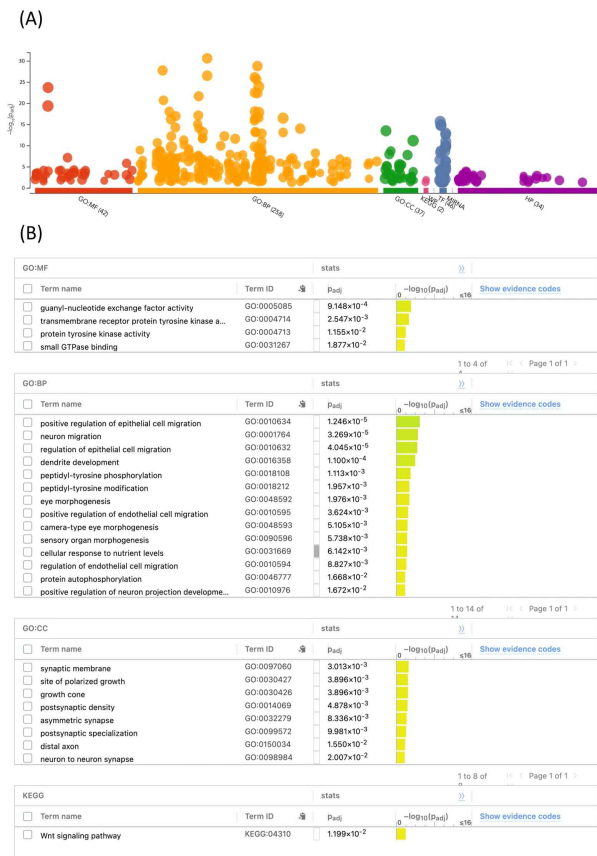 (A)
-log10(padj)
30
25
20
15
10
5
0
GO:MF (42)
GO:BP (258)
GO:CC (37)
KEGG (2)
WP
TF (46)
MIRNA
HP (34)
(B)
GO:MF stats >>
Term name Term ID padj −log10(padj) Show evidence codes
0 ≤16
guanyl-nucleotide exchange factor activity GO:0005085 9.148×10-4
transmembrane receptor protein tyrosine kinase a... GO:0004714 2.547×10-3
protein tyrosine kinase activity GO:0004713 1.155×10-2
small GTPase binding GO:0031267 1.877×10-2
1 to 4 of Page 1 of 1
GO:BP stats >>
Term name Term ID padj −log10(padj) Show evidence codes
0 ≤16
positive regulation of epithelial cell migration GO:0010634 1.246×10-5
neuron migration GO:0001764 3.269×10-5
regulation of epithelial cell migration GO:0010632 4.045×10-5
dendrite development GO:0016358 1.100×10-4
peptidyl-tyrosine phosphorylation GO:0018108 1.113×10-3
peptidyl-tyrosine modification GO:0018212 1.957×10-3
eye morphogenesis GO:0048592 1.976×10-3
positive regulation of endothelial cell migration GO:0010595 3.624×10-3
camera-type eye morphogenesis GO:0048593 5.105×10-3
sensory organ morphogenesis GO:0090596 5.738×10-3
cellular response to nutrient levels GO:0031669 6.142×10-3
regulation of endothelial cell migration GO:0010594 8.827×10-3
protein autophosphorylation GO:0046777 1.668×10-2
positive regulation of neuron projection developme... GO:0010976 1.672×10-2
1 to 14 of Page 1 of 1
GO:CC stats >>
Term name Term ID padj −log10(padj) Show evidence codes
0 ≤16
synaptic membrane GO:0097060 3.013×10-3
site of polarized growth GO:0030427 3.896×10-3
growth cone GO:0030426 3.896×10-3
postsynaptic density GO:0014069 4.878×10-3
asymmetric synapse GO:0032279 8.336×10-3
postsynaptic specialization GO:0099572 9.981×10-3
distal axon GO:0150034 1.550×10-2
neuron to neuron synapse GO:0098984 2.007×10-2
1 to 8 of Page 1 of 1
KEGG stats >>
Term name Term ID padj −log10(padj) Show evidence codes
0 ≤16
Wnt signaling pathway KEGG:04310 1.199×10-2